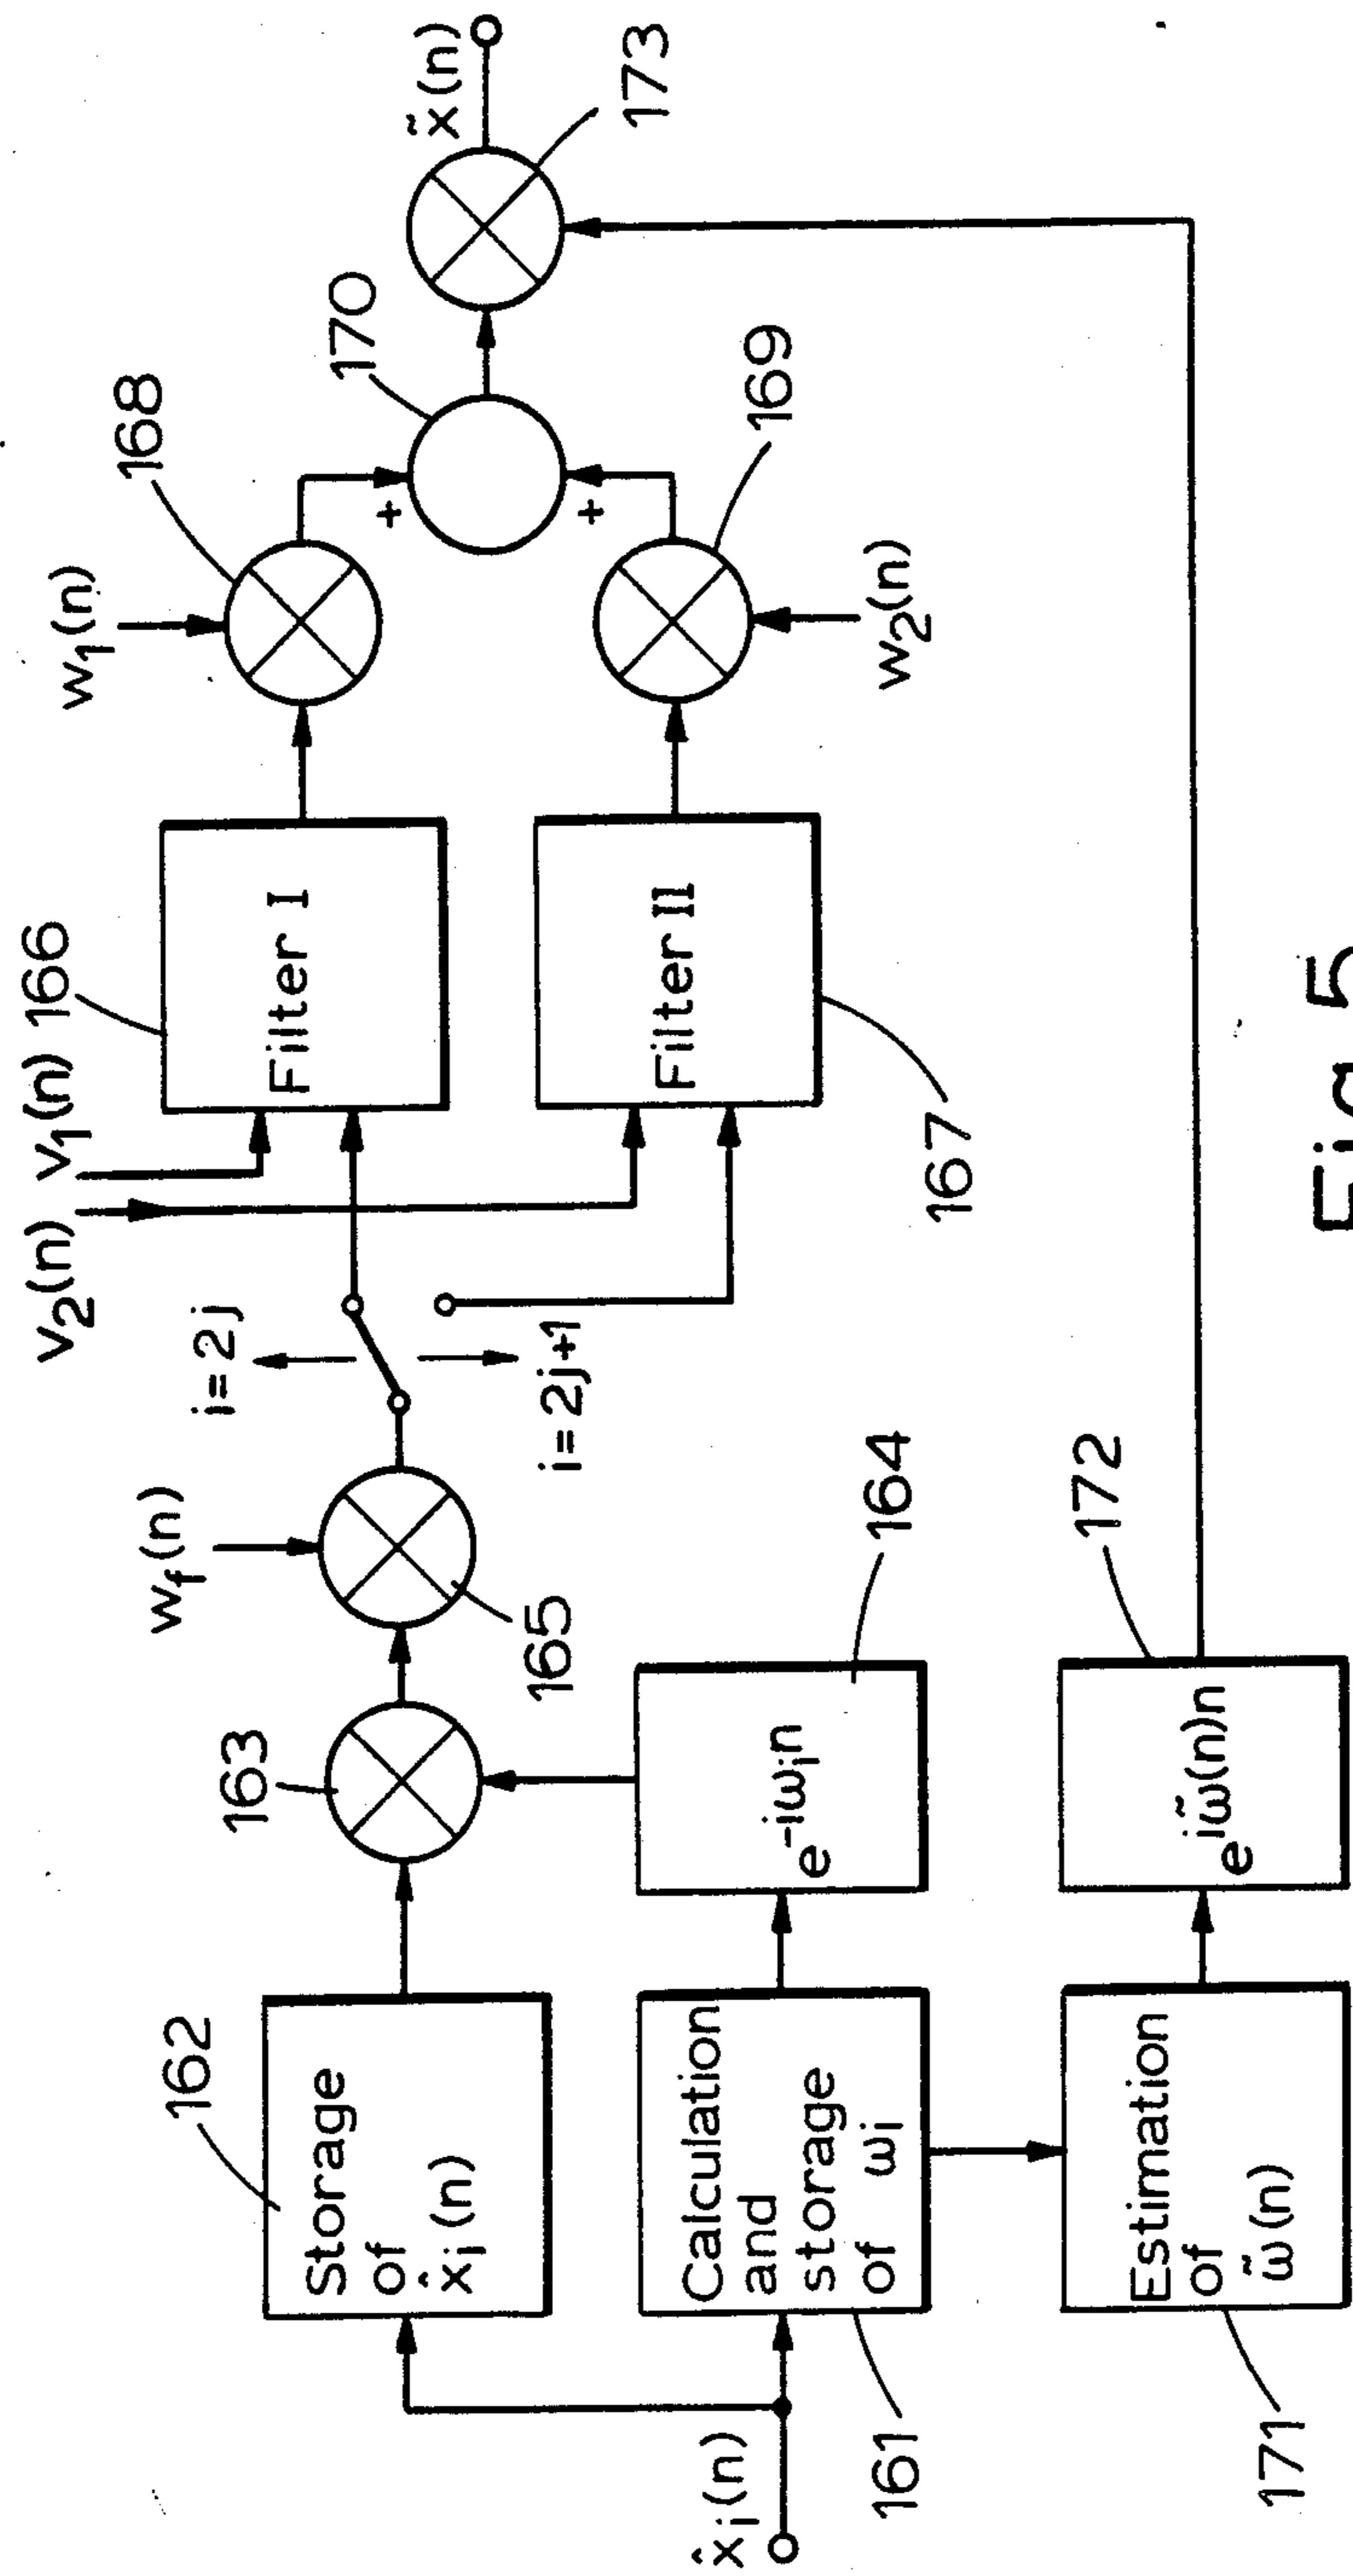 V₂(n) V₁(n) 166
w₁(n) 168
170
x̃(n)
173
Filter I
w_f(n)
i=2j
162
163
Storage
of
x̂ᵢ(n)
165
i=2j+1
Filter II
167
w₂(n)
169
x̂ᵢ(n)
161
Calculation
and
storage
of ωᵢ
e^-iωᵢn
164
171
Estimation
of
ω̃(n)
e^iω̃(n)n
172
+
+
Fig. 5